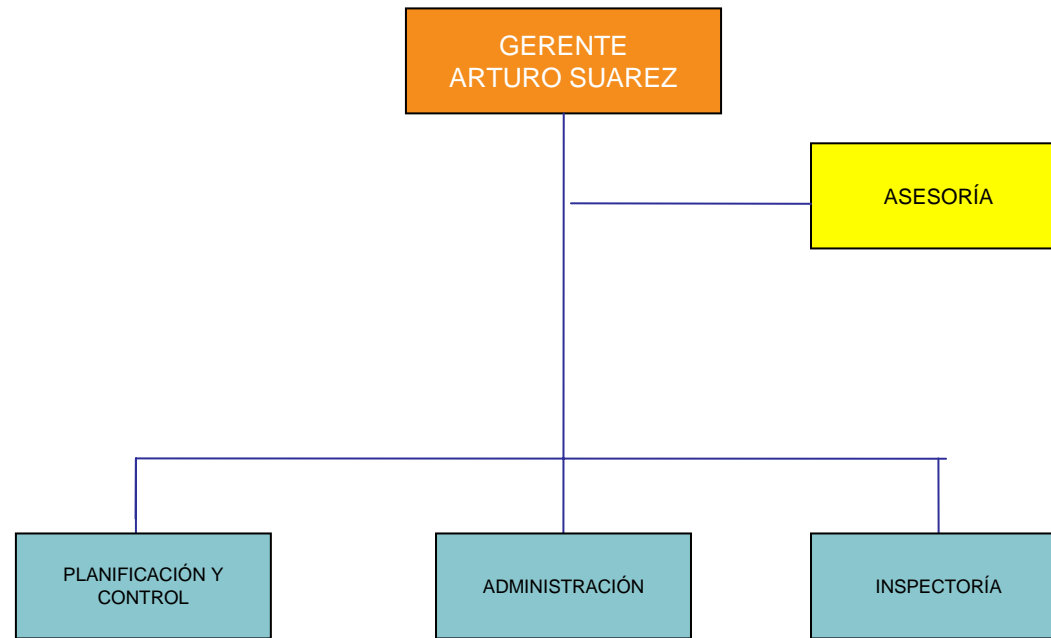 GERENTE
ARTURO SUAREZ
ASESORÍA
PLANIFICACIÓN Y
CONTROL
ADMINISTRACIÓN
INSPECTORÍA